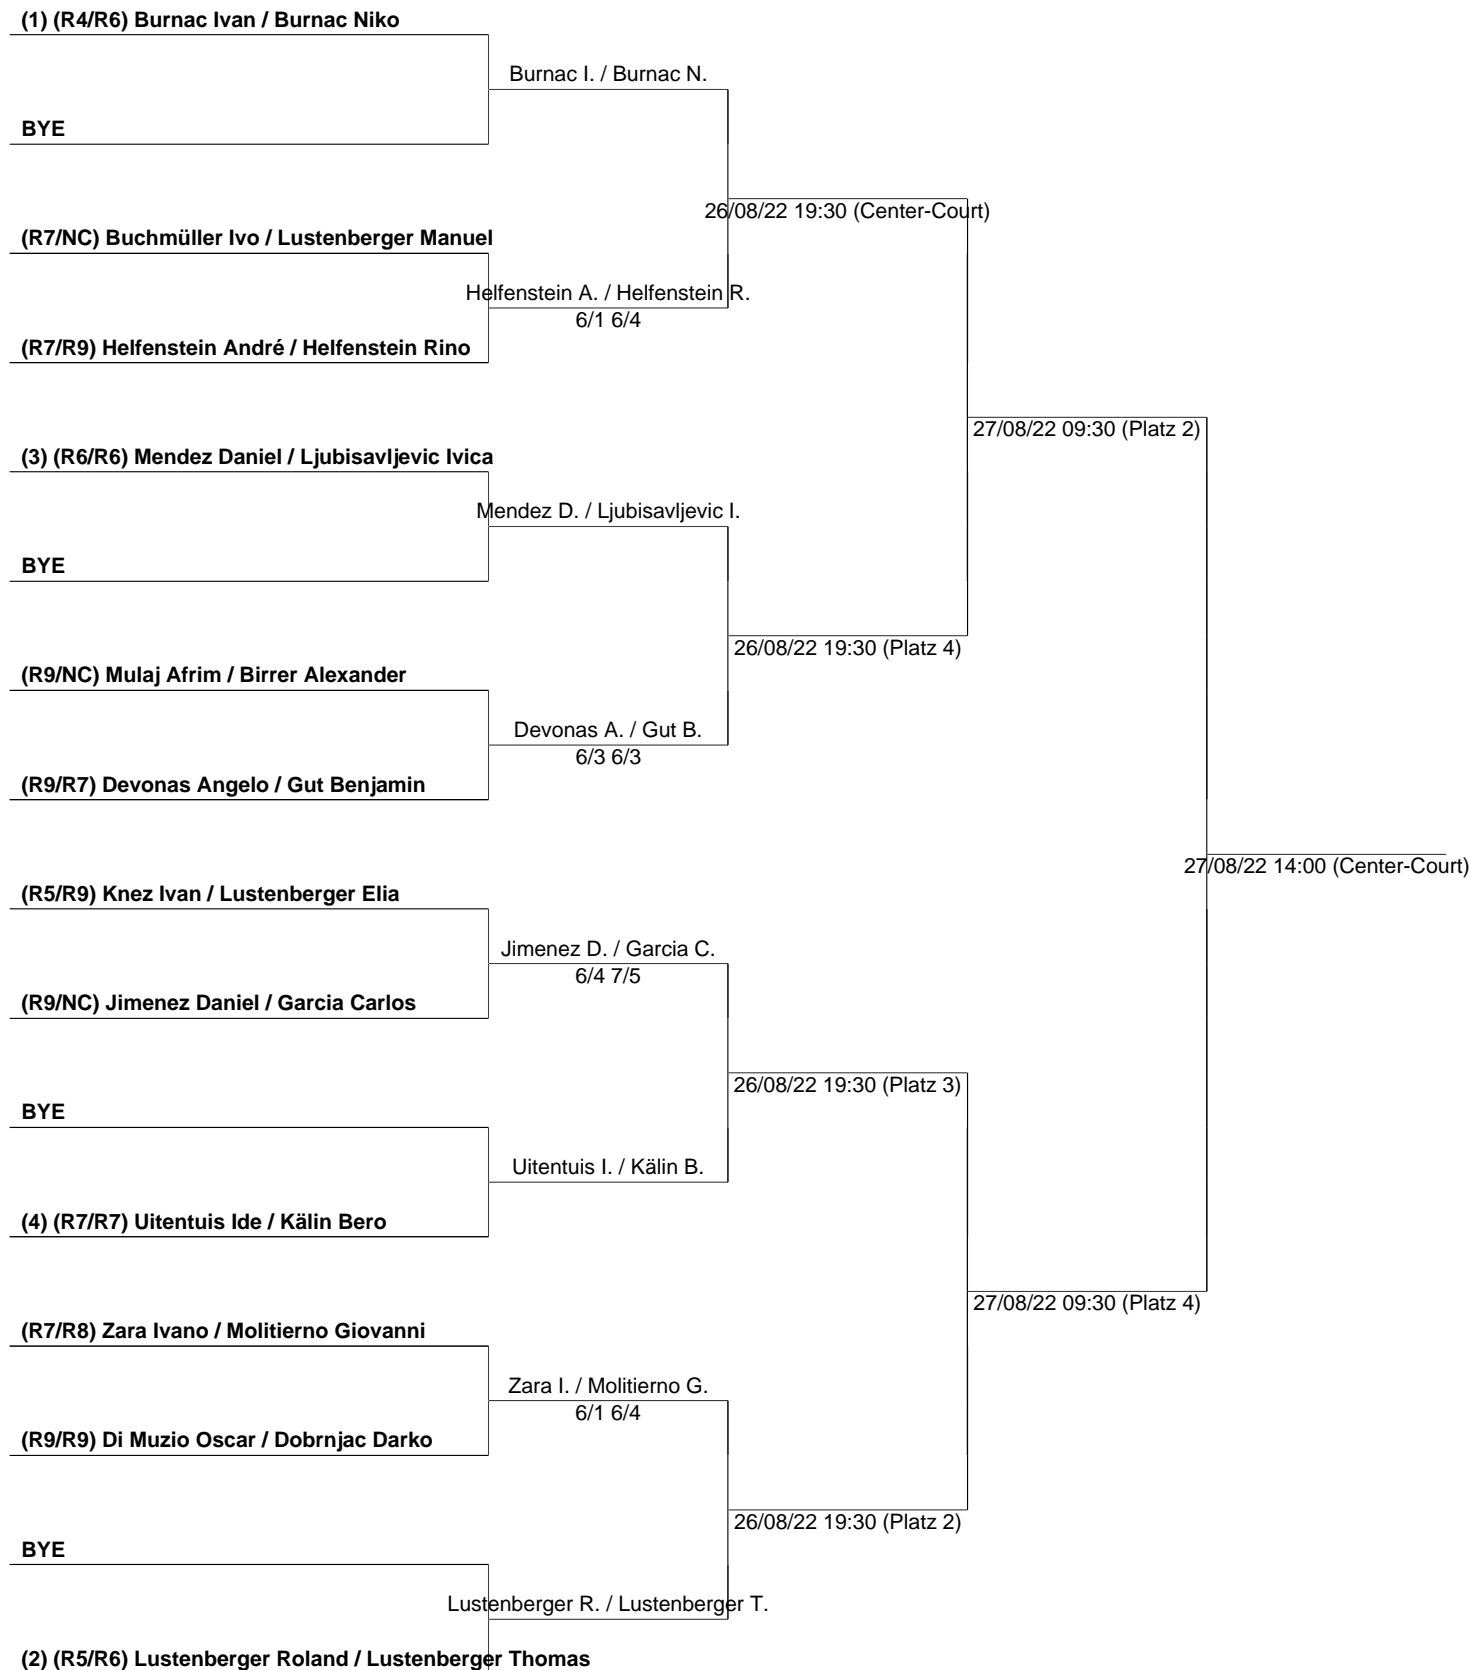 (1) (R4/R6) Burnac Ivan / Burnac Niko
Burnac I. / Burnac N.
BYE
26/08/22 19:30 (Center-Court)
(R7/NC) Buchmüller Ivo / Lustenberger Manuel
Helfenstein A. / Helfenstein R.
6/1 6/4
(R7/R9) Helfenstein André / Helfenstein Rino
27/08/22 09:30 (Platz 2)
(3) (R6/R6) Mendez Daniel / Ljubisavljevic Ivica
Mendez D. / Ljubisavljevic I.
BYE
26/08/22 19:30 (Platz 4)
(R9/NC) Mulaj Afrim / Birrer Alexander
Devonas A. / Gut B.
6/3 6/3
(R9/R7) Devonas Angelo / Gut Benjamin
27/08/22 14:00 (Center-Court)
(R5/R9) Knez Ivan / Lustenberger Elia
Jimenez D. / Garcia C.
6/4 7/5
(R9/NC) Jimenez Daniel / Garcia Carlos
26/08/22 19:30 (Platz 3)
BYE
Uitentuis I. / Kälin B.
(4) (R7/R7) Uitentuis Ide / Kälin Bero
27/08/22 09:30 (Platz 4)
(R7/R8) Zara Ivano / Molitierno Giovanni
Zara I. / Molitierno G.
6/1 6/4
(R9/R9) Di Muzio Oscar / Dobrnjac Darko
26/08/22 19:30 (Platz 2)
BYE
Lustenberger R. / Lustenberger T.
(2) (R5/R6) Lustenberger Roland / Lustenberger Thomas